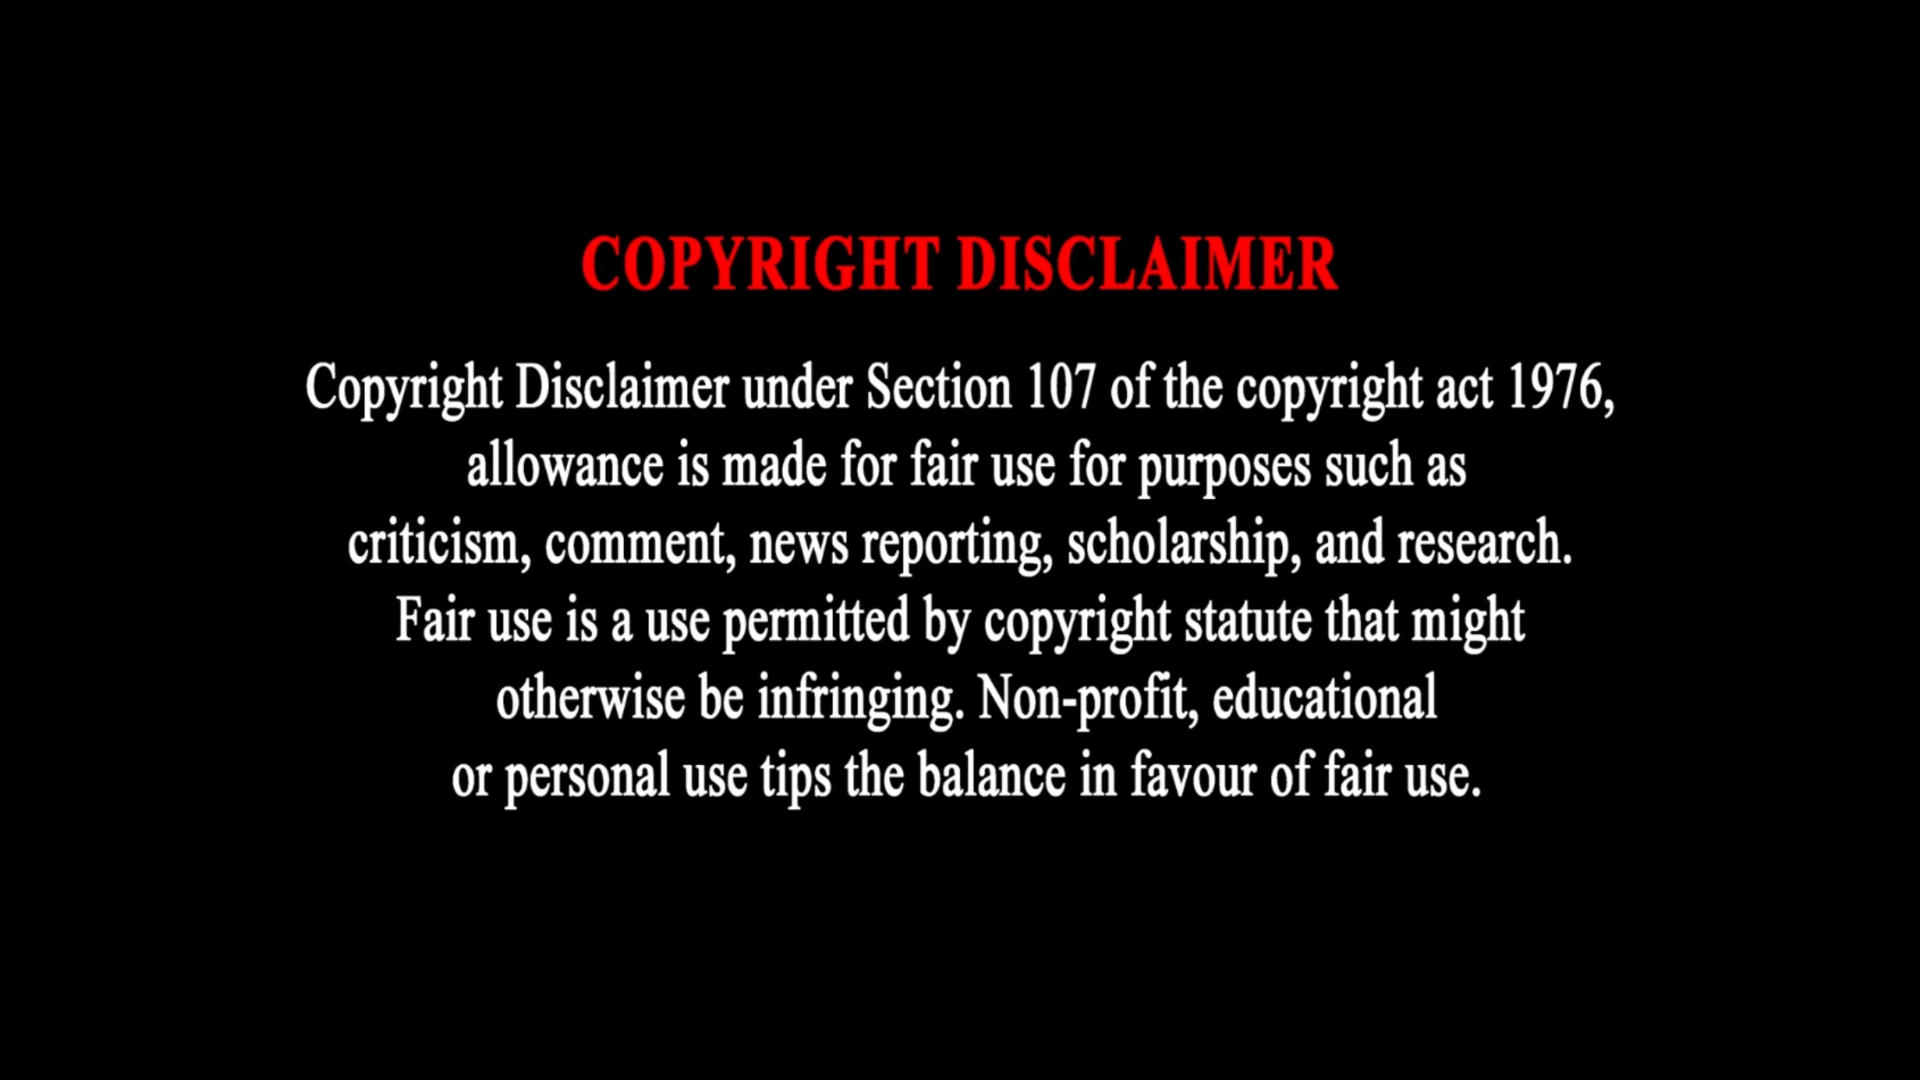 COPYRIGHT DISCLAIMER
Copyright Disclaimer under Section 107 of the copyright act 1976,
allowance is made for fair use for purposes such as
criticism, comment, news reporting, scholarship, and research.
Fair use is a use permitted by copyright statute that might
otherwise be infringing. Non-profit, educational
or personal use tips the balance in favour of fair use.